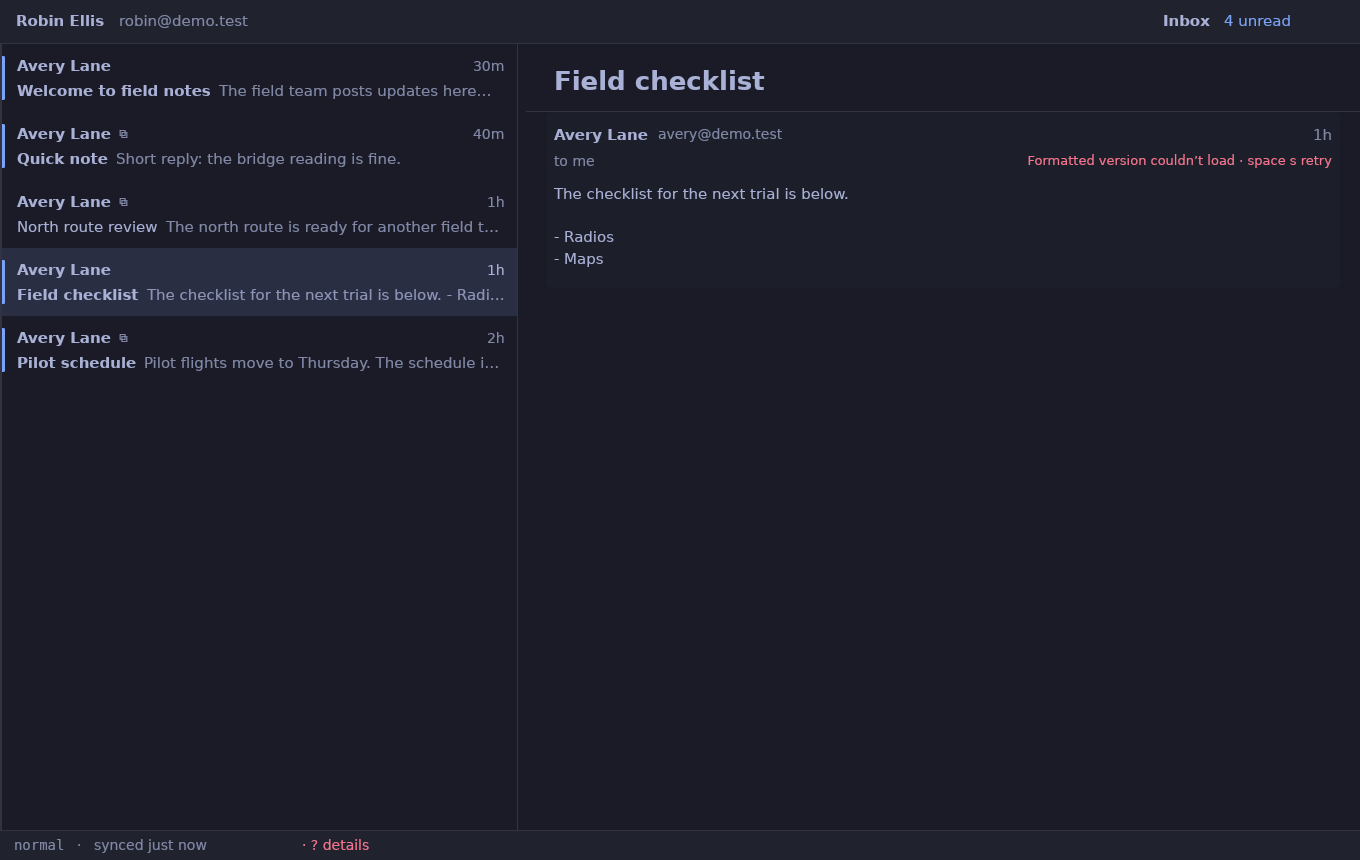 Robin Ellis robin@demo.test Inbox 4 unread
Avery Lane 30m
Welcome to field notes The field team posts updates here…
Avery Lane 40m
Quick note Short reply: the bridge reading is fine.
Avery Lane 1h
North route review The north route is ready for another field t…
Avery Lane 1h
Field checklist The checklist for the next trial is below. - Radi…
Avery Lane 2h
Pilot schedule Pilot flights move to Thursday. The schedule i…
Field checklist
Avery Lane avery@demo.test 1h
to me Formatted version couldn’t load · space s retry
The checklist for the next trial is below.
- Radios
- Maps
normal · synced just now · ? details